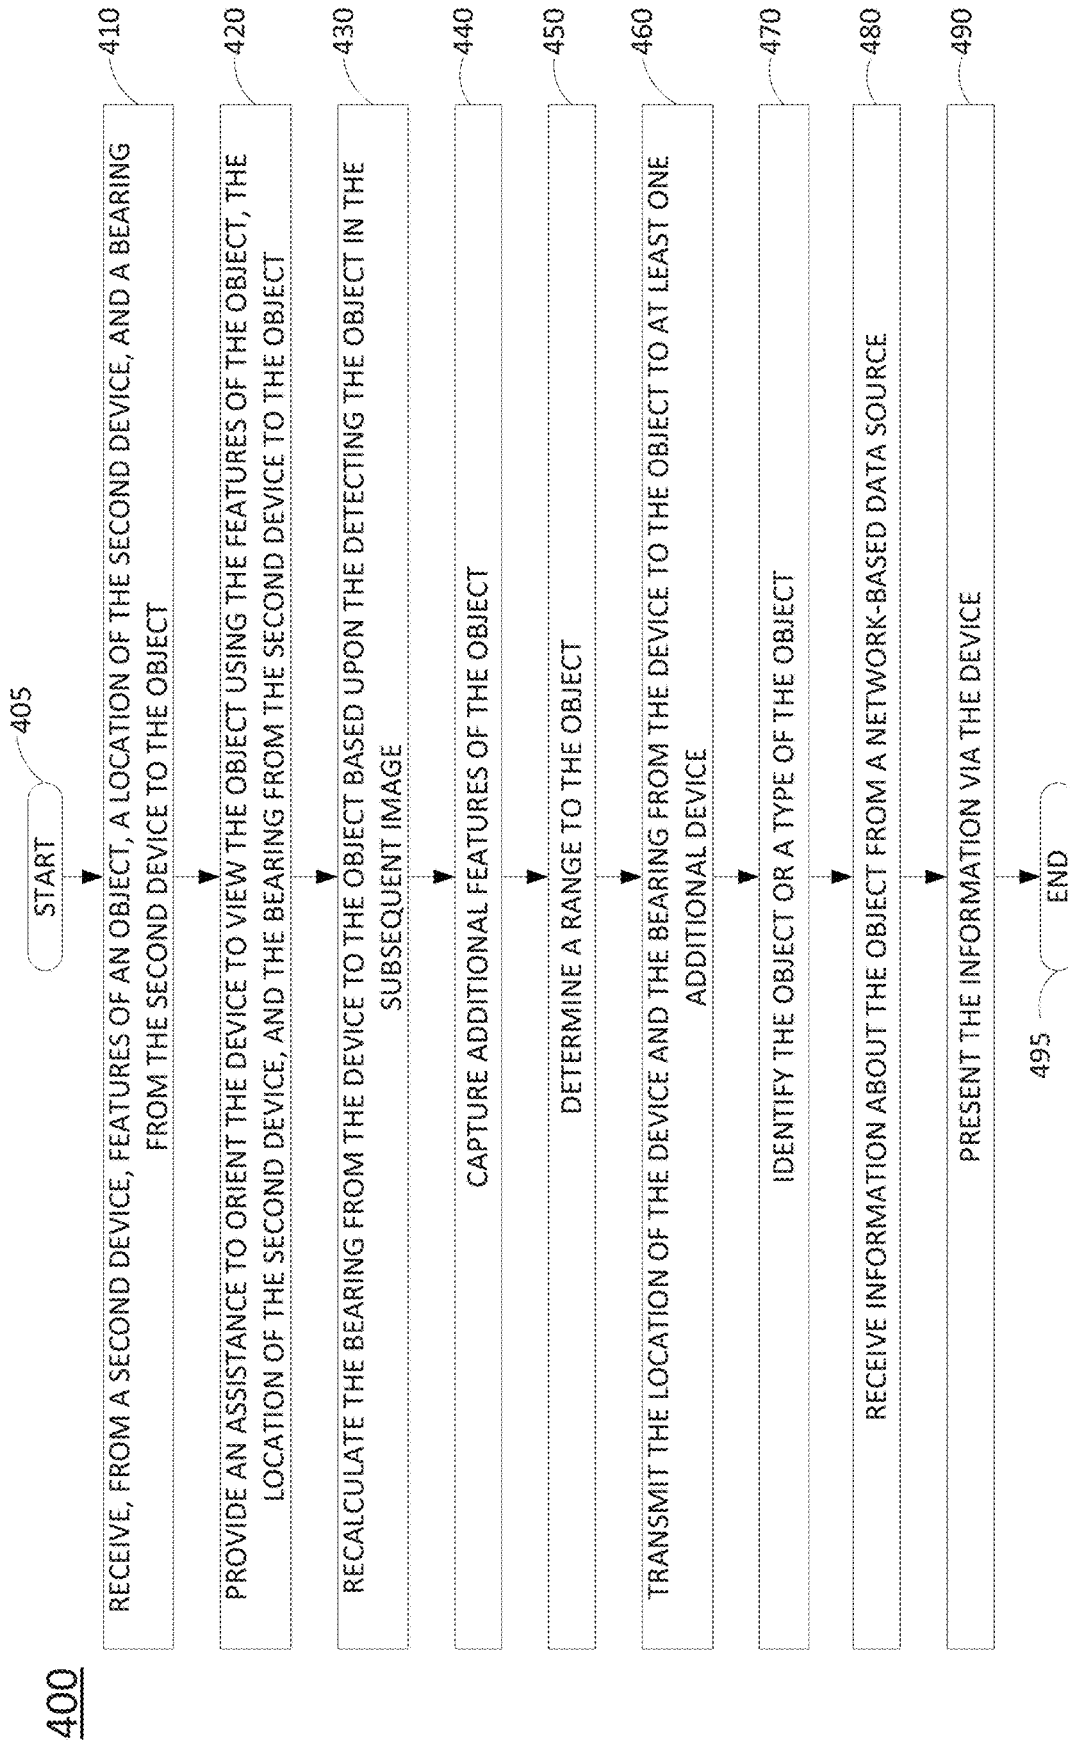 400
START
405
RECEIVE, FROM A SECOND DEVICE, FEATURES OF AN OBJECT, A LOCATION OF THE SECOND DEVICE, AND A BEARING
FROM THE SECOND DEVICE TO THE OBJECT
410
PROVIDE AN ASSISTANCE TO ORIENT THE DEVICE TO VIEW THE OBJECT USING THE FEATURES OF THE OBJECT, THE
LOCATION OF THE SECOND DEVICE, AND THE BEARING FROM THE SECOND DEVICE TO THE OBJECT
420
RECALCULATE THE BEARING FROM THE DEVICE TO THE OBJECT BASED UPON THE DETECTING THE OBJECT IN THE
SUBSEQUENT IMAGE
430
CAPTURE ADDITIONAL FEATURES OF THE OBJECT
440
DETERMINE A RANGE TO THE OBJECT
450
TRANSMIT THE LOCATION OF THE DEVICE AND THE BEARING FROM THE DEVICE TO THE OBJECT TO AT LEAST ONE
ADDITIONAL DEVICE
460
IDENTIFY THE OBJECT OR A TYPE OF THE OBJECT
470
RECEIVE INFORMATION ABOUT THE OBJECT FROM A NETWORK-BASED DATA SOURCE
480
PRESENT THE INFORMATION VIA THE DEVICE
490
495
END